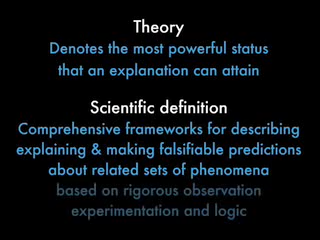 Theory
Denotes the most powerful status
that an explanation can attain
Scientific definition
Comprehensive frameworks for describing
explaining & making falsifiable predictions
about related sets of phenomena
based on rigorous observation
experimentation and logic